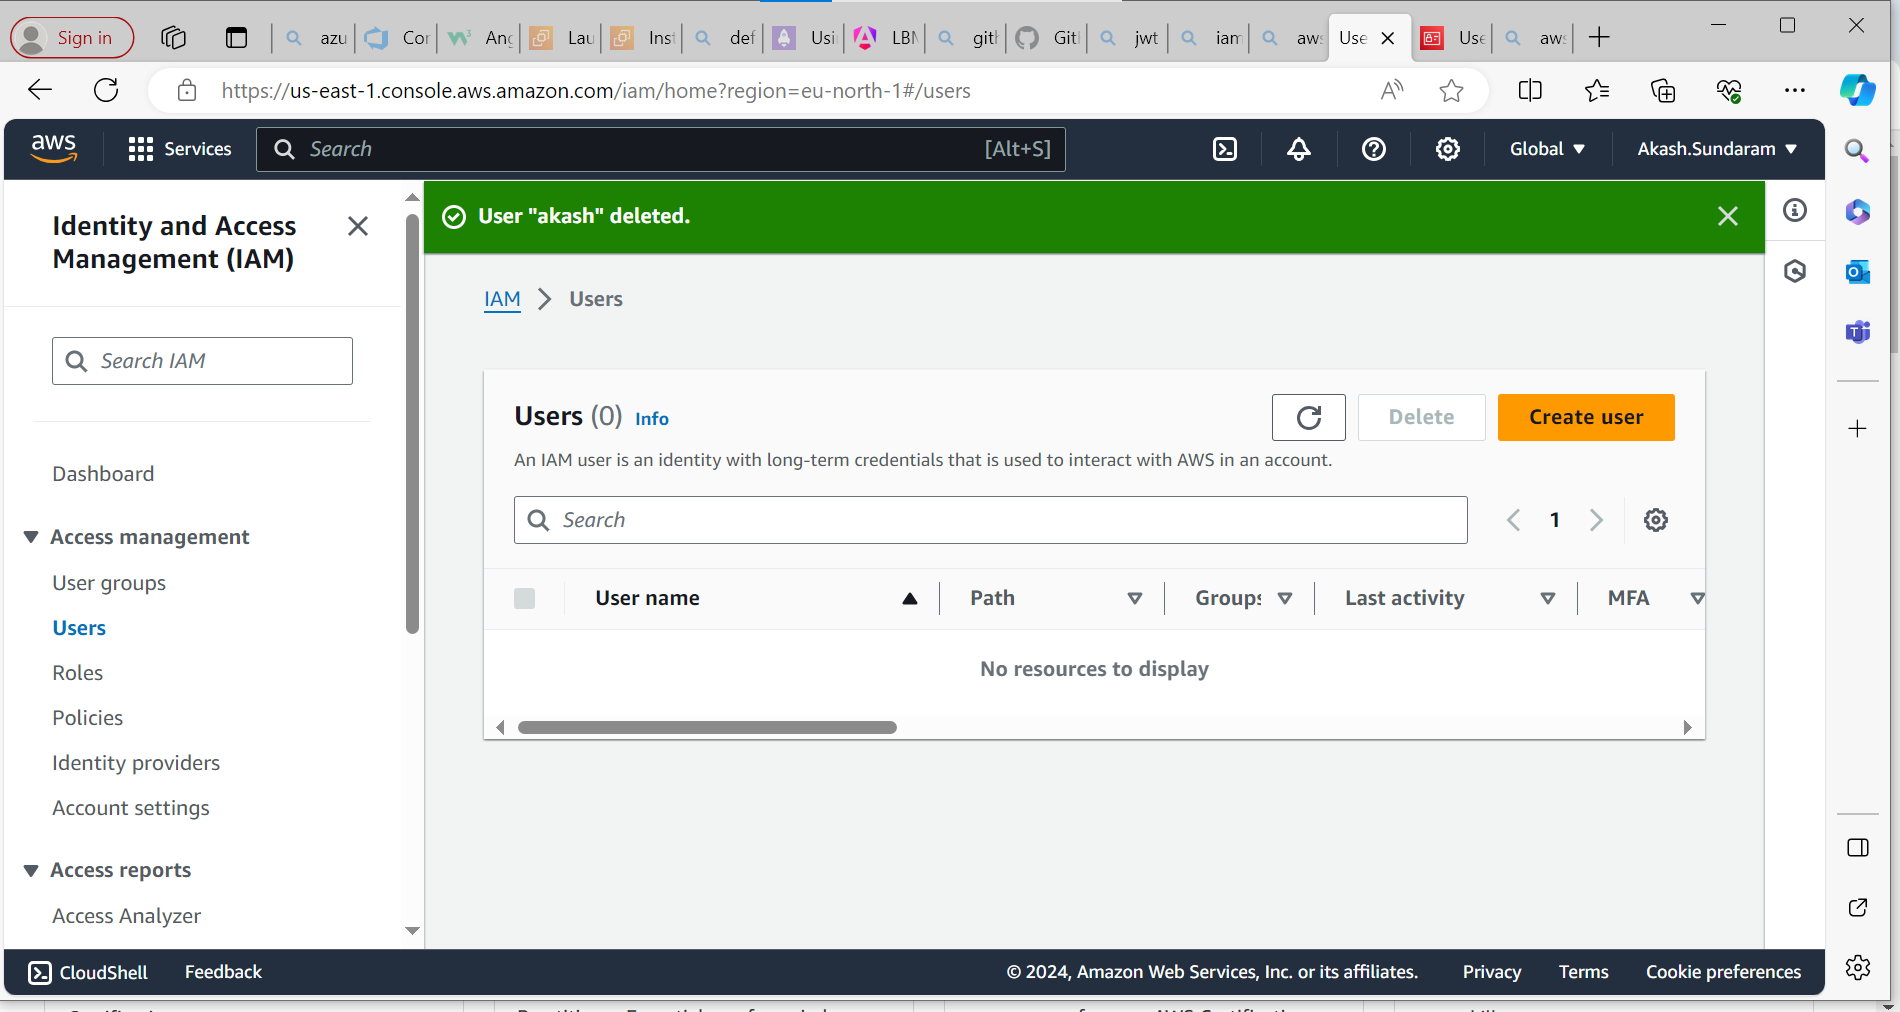 Sign in
azu
Cor
Ang
Lau
Inst
def
Usi
LBM
gith
Gitl
jwt
iam
aws
Use
Use
aws
https://us-east-1.console.aws.amazon.com/iam/home?region=eu-north-1#/users
aws
Services
Search
[Alt+S]
Global
Akash.Sundaram
Identity and Access
Management (IAM)
Search IAM
Dashboard
Access management
User groups
Users
Roles
Policies
Identity providers
Account settings
Access reports
Access Analyzer
User "akash" deleted.
IAM > Users
Users (0) Info
Delete
Create user
An IAM user is an identity with long-term credentials that is used to interact with AWS in an account.
Search
1
User name
Path
Groups
Last activity
MFA
No resources to display
CloudShell
Feedback
© 2024, Amazon Web Services, Inc. or its affiliates.
Privacy
Terms
Cookie preferences